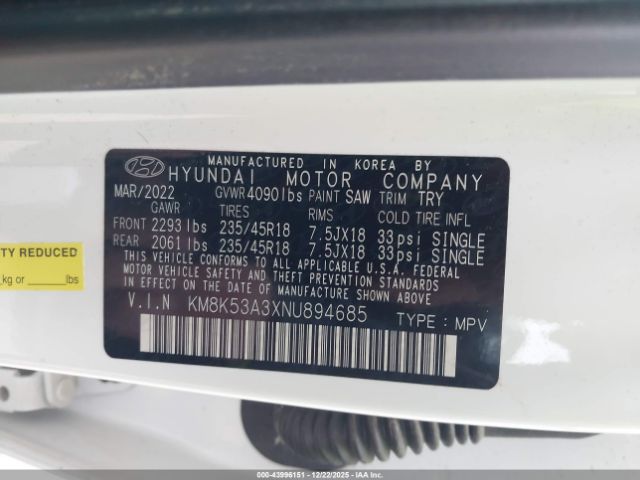 MANUFACTURED IN KOREA BY
HYUNDAI MOTOR COMPANY
MAR/2022 GVWR 4090lbs PAINT SAW TRIM TRY
GAWR TIRES RIMS COLD TIRE INFL
FRONT 2293lbs 235/45R18 7.5JX18 33psi SINGLE
REAR 2061lbs 235/45R18 7.5JX18 33psi SINGLE
THIS VEHICLE CONFORMS TO ALL APPLICABLE U.S.A. FEDERAL
MOTOR VEHICLE SAFETY, BUMPER, AND THEFT PREVENTION
STANDARDS IN EFFECT ON THE DATE OF MANUFACTURE
SHOWN ABOVE.
V.I.N KM8K53A3XNU894685 TYPE : MPV
TY REDUCED
kg or lbs
000-43996151 - 12/22/2025 - IAAI.COM